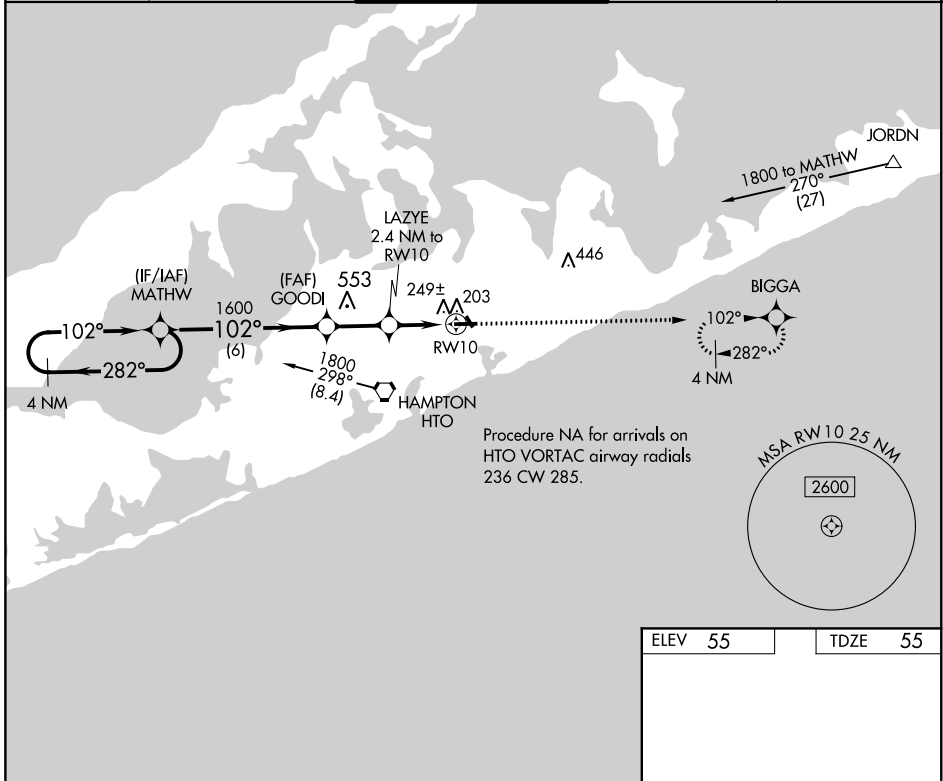 JORDN
1800 to MATHW
270°
(27)
LAZYE
2.4 NM to
RW10
446
(IF/IAF)
MATHW
(FAF)
GOODI
553
249±
203
BIGGA
1600
102°
102°
(6)
RW10
102°
282°
282°
4 NM
4 NM
1800
298°
(8.4)
HAMPTON
HTO
Procedure NA for arrivals on
HTO VORTAC airway radials
236 CW 285.
MSA RW10 25 NM
2600
ELEV 55
TDZE 55